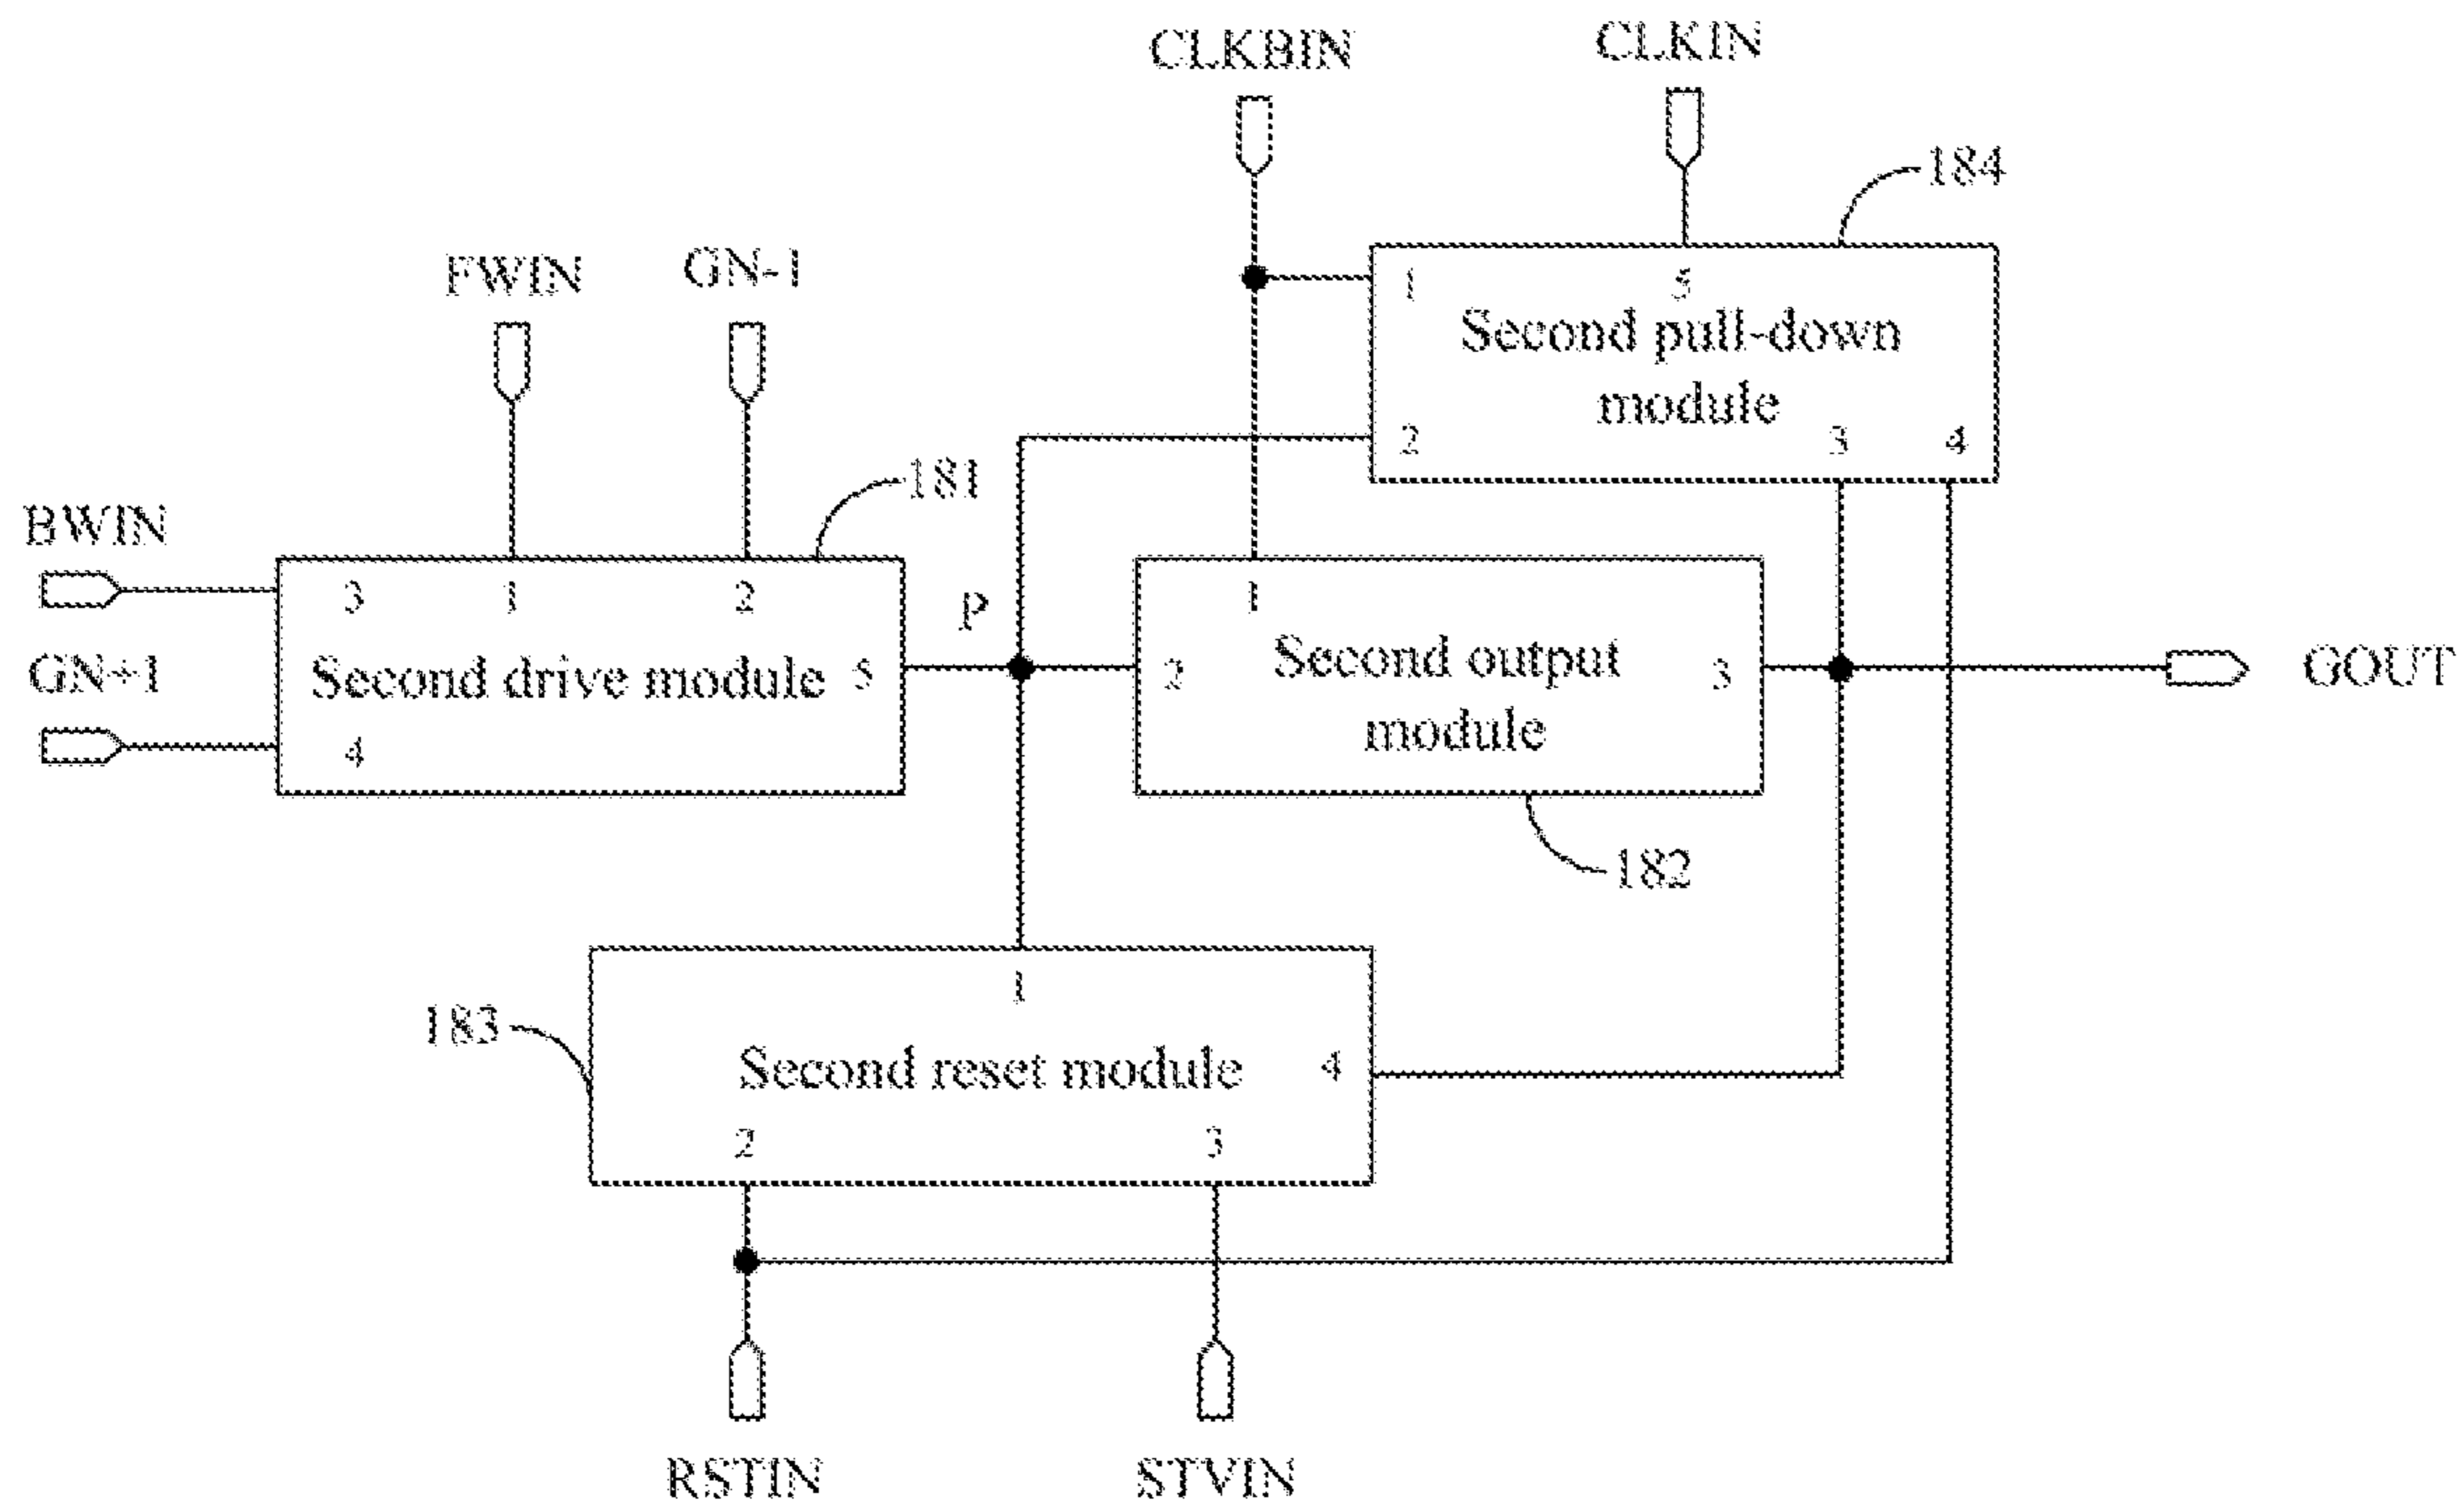 CLKBIN
CLKIN
184
FWIN
GN-1
1
5
Second pull-down
module
2
3
4
181
BWIN
3
1
2
P
1
GN+1
Second drive module
5
2
Second output
module
3
GOUT
4
182
1
183
Second reset module
4
2
3
RSTIN
STVIN